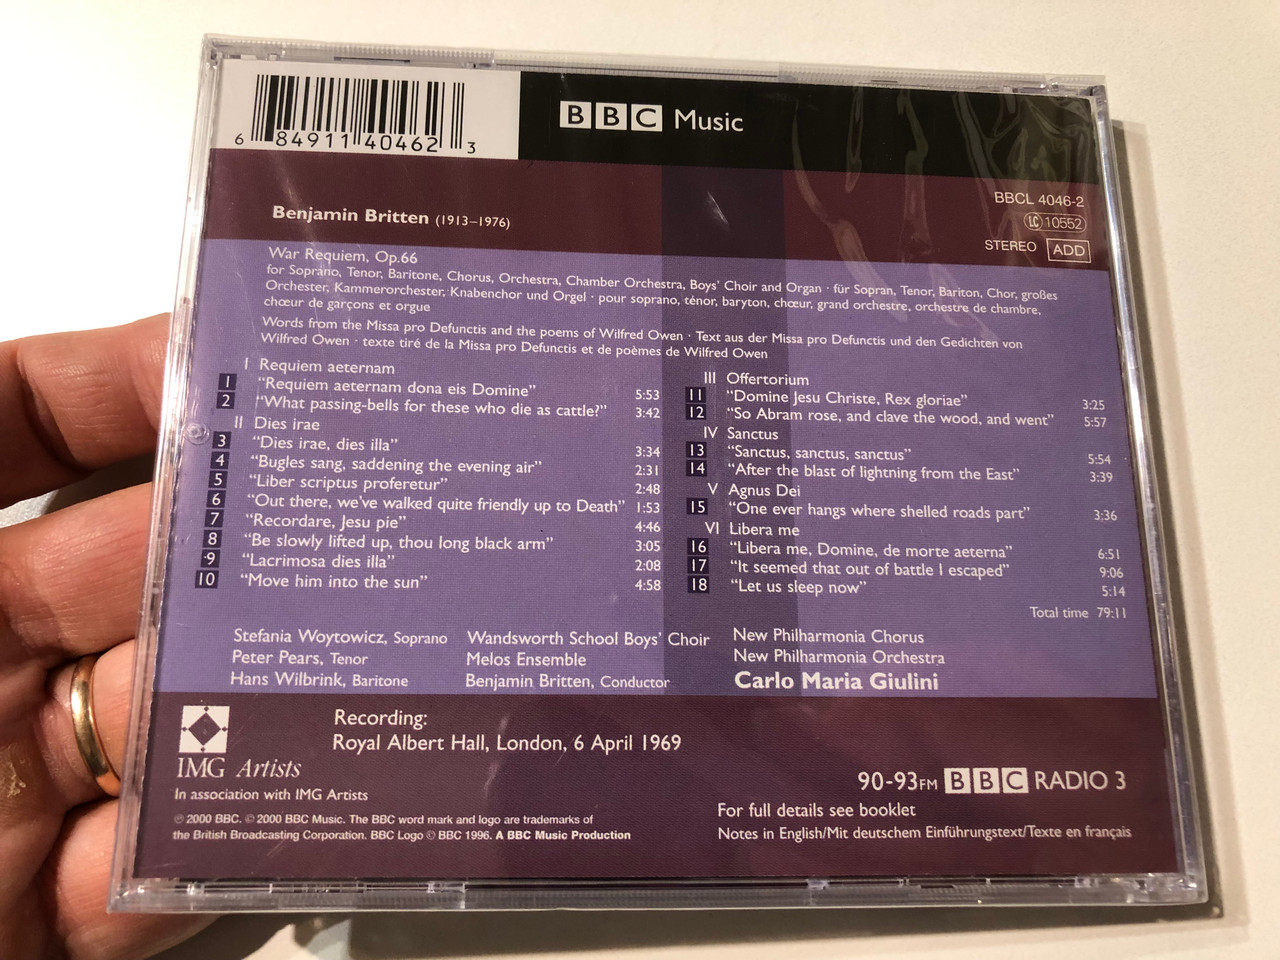 6 84911 40462 3
BBC Music
BBCL 4046-2
LC 10552
STEREO ADD
Benjamin Britten (1913–1976)
War Requiem, Op.66
for Soprano, Tenor, Baritone, Chorus, Orchestra, Chamber Orchestra, Boys' Choir and Organ · für Sopran, Tenor, Bariton, Chor, großes
Orchester, Kammerorchester, Knabenchor und Orgel · pour soprano, ténor, baryton, chœur, grand orchestre, orchestre de chambre,
chœur de garçons et orgue
Words from the Missa pro Defunctis and the poems of Wilfred Owen · Text aus der Missa pro Defunctis und den Gedichten von
Wilfred Owen · texte tiré de la Missa pro Defunctis et de poèmes de Wilfred Owen
I Requiem aeternam
1 "Requiem aeternam dona eis Domine" 5:53
2 "What passing-bells for these who die as cattle?" 3:42
II Dies irae
3 "Dies irae, dies illa" 3:34
4 "Bugles sang, saddening the evening air" 2:31
5 "Liber scriptus proferetur" 2:48
6 "Out there, we've walked quite friendly up to Death" 1:53
7 "Recordare, Jesu pie" 4:46
8 "Be slowly lifted up, thou long black arm" 3:05
9 "Lacrimosa dies illa" 2:08
10 "Move him into the sun" 4:58
III Offertorium
11 "Domine Jesu Christe, Rex gloriae" 3:25
12 "So Abram rose, and clave the wood, and went" 5:57
IV Sanctus
13 "Sanctus, sanctus, sanctus" 5:54
14 "After the blast of lightning from the East" 3:39
V Agnus Dei
15 "One ever hangs where shelled roads part" 3:36
VI Libera me
16 "Libera me, Domine, de morte aeterna" 6:51
17 "It seemed that out of battle I escaped" 9:06
18 "Let us sleep now" 5:14
Total time 79:11
Stefania Woytowicz, Soprano
Peter Pears, Tenor
Hans Wilbrink, Baritone
Wandsworth School Boys' Choir
Melos Ensemble
Benjamin Britten, Conductor
New Philharmonia Chorus
New Philharmonia Orchestra
Carlo Maria Giulini
Recording:
Royal Albert Hall, London, 6 April 1969
IMG Artists
In association with IMG Artists
℗ 2000 BBC. © 2000 BBC Music. The BBC word mark and logo are trademarks of
the British Broadcasting Corporation. BBC Logo © BBC 1996. A BBC Music Production
90-93FM BBC RADIO 3
For full details see booklet
Notes in English/Mit deutschem Einführungstext/Texte en français